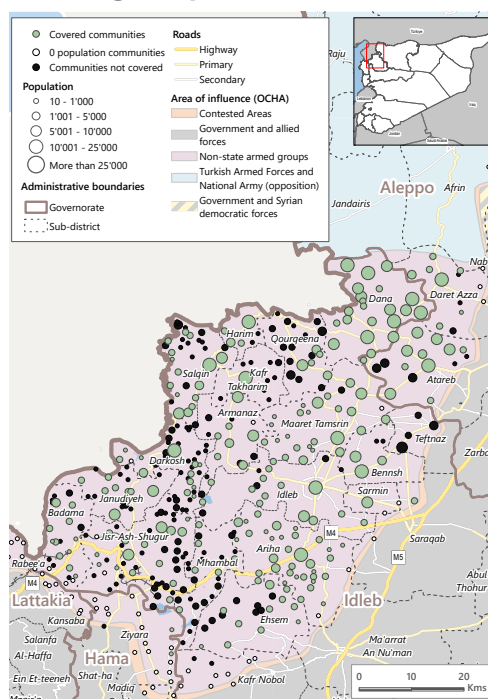 Covered communities
0 population communities
Communities not covered
Population
10 - 1'000
1'001 - 5'000
5'001 - 10'000
10'001 - 25'000
More than 25'000
Administrative boundaries
Governorate
Sub-district
Roads
Highway
Primary
Secondary
Area of influence (OCHA)
Contested Areas
Government and allied
forces
Non-state armed groups
Turkish Armed Forces and
National Army (opposition)
Government and Syrian
democratic forces
Raju
Aleppo
Afrin
Jandairis
Nab
Dana
Daret Azza
Harim
Qourqeena
Salqin
Kafr
Takharim
Atareb
Armanaz
Maaret Tamsrin
Teftnaz
Darkosh
Bennsh
Zarba
Janudiyeh
Idleb
Sarmin
Badama
Jisr-Ash-Shugur
M4
Saraqab
Ariha
M5
Rabee'a
Mhambal
M4
Abul
Thohur
Lattakia
Idleb
Kansaba
Ehsem
Ziyara
Salanfa
Ma'arrat
An Nu'man
Al-Haffa
Hama
Shat-ha
Kafr Nobol
Ein Et-teeneh
Madiq
0 10 20
Kms